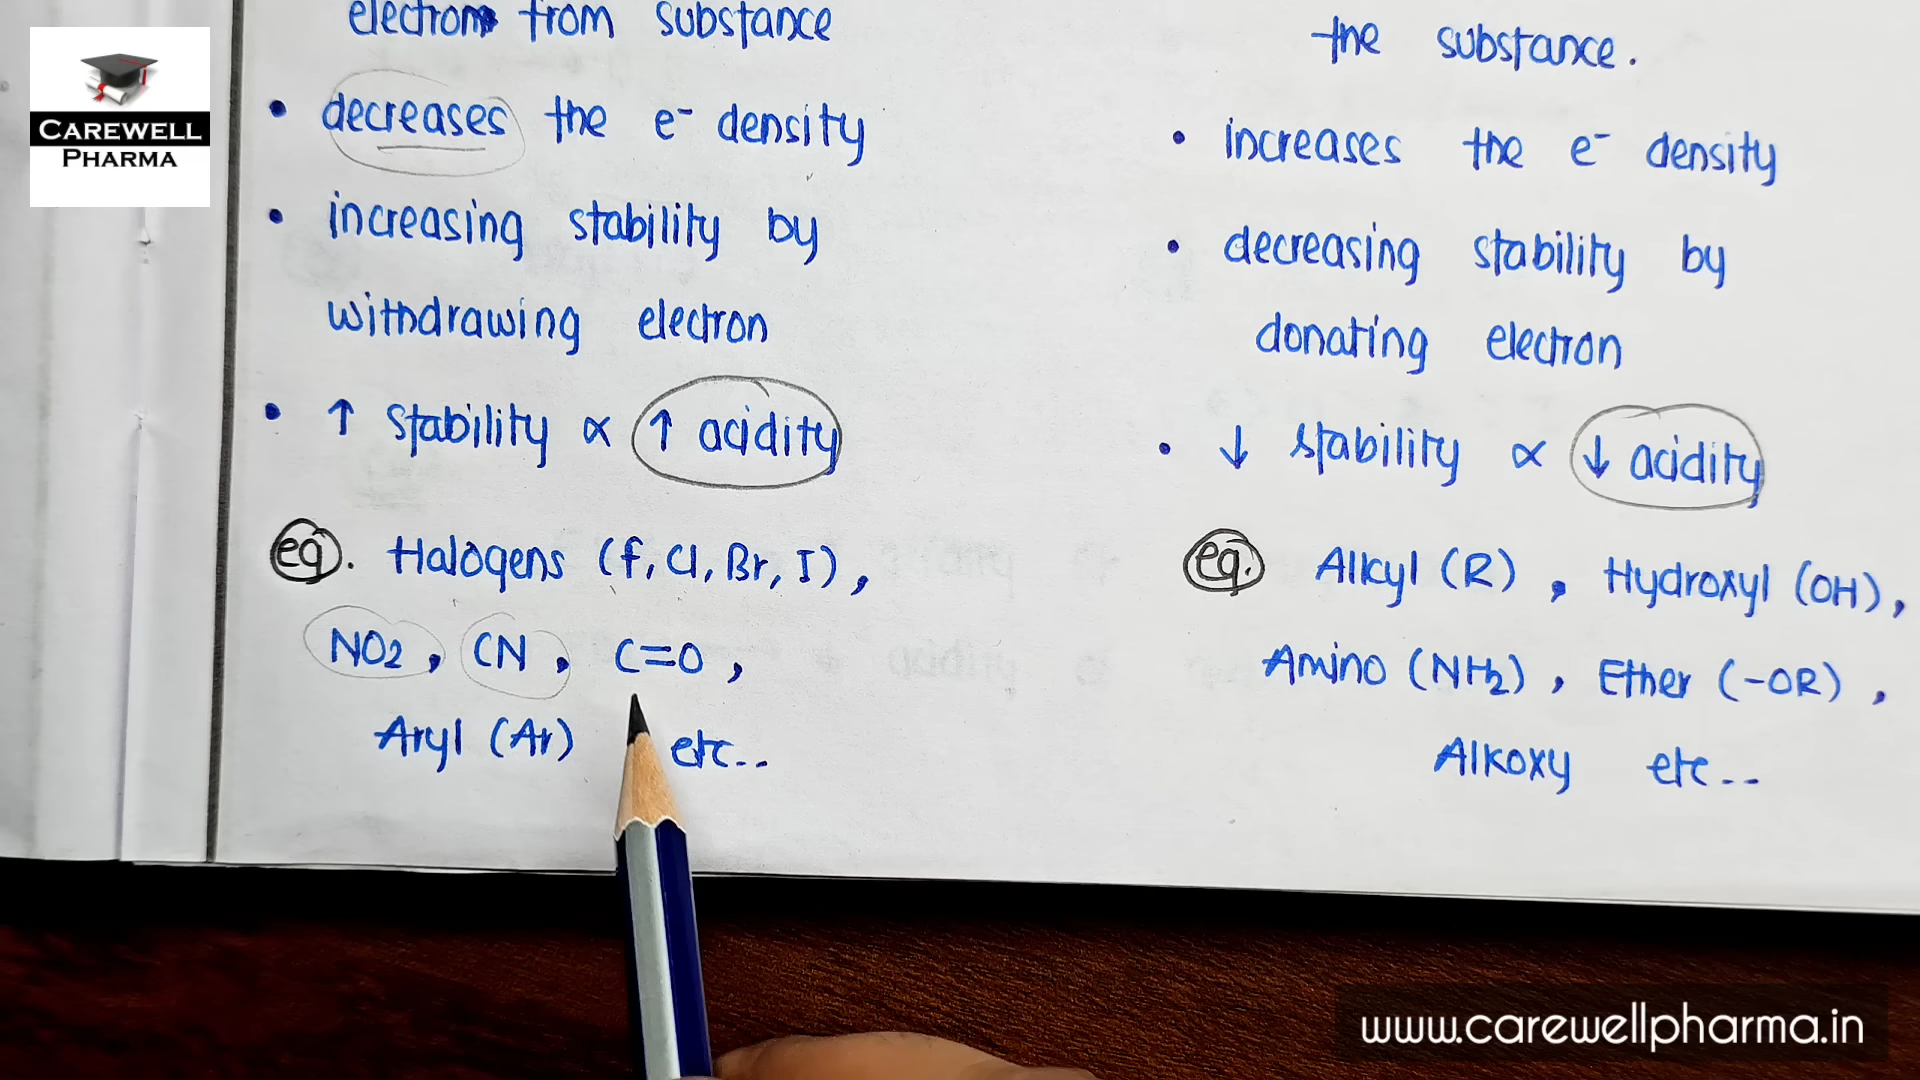 CAREWELL
PHARMA
electron from substance
• decreases the e⁻ density
• increasing stability by
withdrawing electron
• ↑ stability ∝ ↑ acidity
eg. Halogens (F, Cl, Br, I),
NO2, CN, C=O,
Aryl (Ar) etc..
the substance.
• increases the e⁻ density
• decreasing stability by
donating electron
• ↓ stability ∝ ↓ acidity
eg. Alkyl (R), Hydroxyl (OH),
Amino (NH2), Ether (-OR),
Alkoxy etc..
www.carewellpharma.in